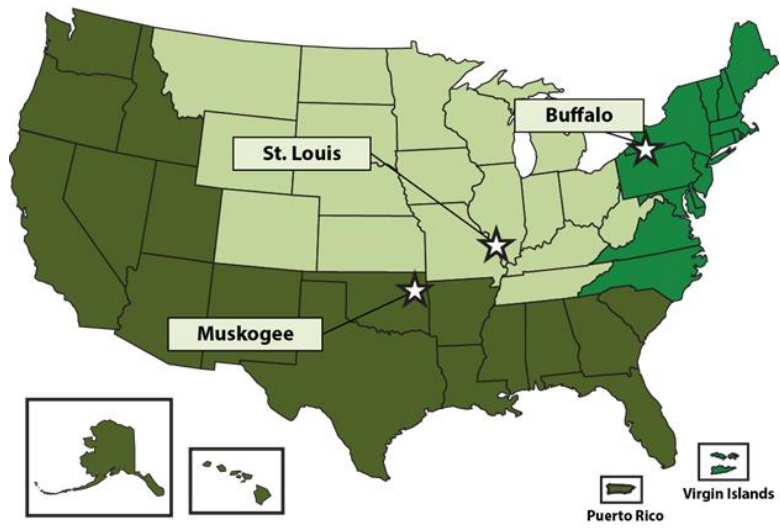 Buffalo
St. Louis
Muskogee
Virgin Islands
Puerto Rico